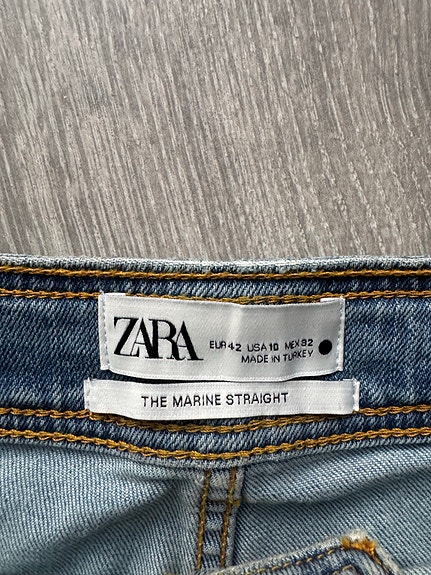 ZARA
EUR 42 USA 10 MEX 32
MADE IN TURKEY
THE MARINE STRAIGHT